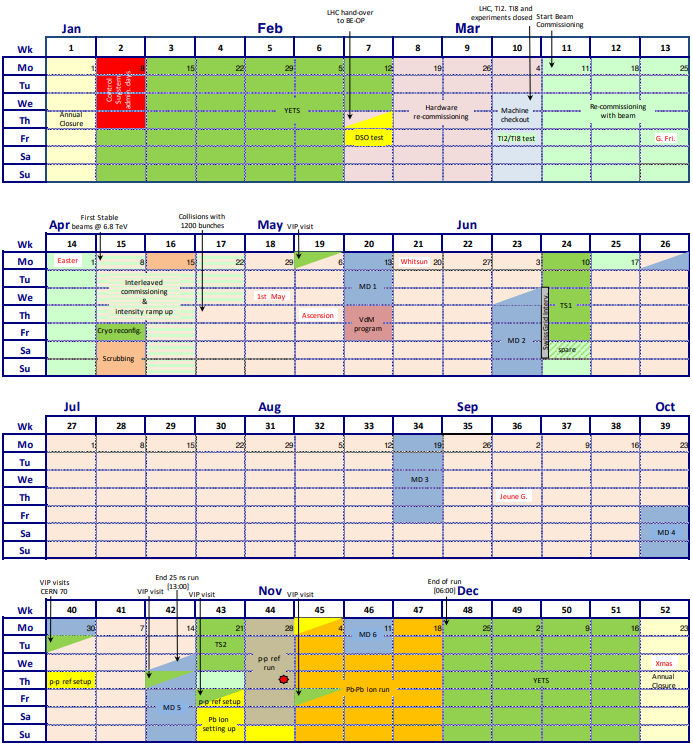 LHC hand-over
to BE-OP
LHC, TI2. TI8 and
experiments closed
Start Beam
Commissioning
Jan Feb Mar
Wk 1 2 3 4 5 6 7 8 9 10 11 12 13
Mo 1 8 15 22 29 5 12 19 26 4 11 18 25
Tu
We
Th
Fr
Sa
Su
Annual
Closure
Control
admin. days
YETS
DSO test
Hardware
re-commissioning
Machine
checkout
TI2/TI8 test
Re-commissioning
with beam
G. Fri.
Apr May Jun
First Stable
beams @ 6.8 TeV
Collisions with
1200 bunches
VIP visit
Wk 14 15 16 17 18 19 20 21 22 23 24 25 26
Mo Easter 1 8 15 22 29 6 13 Whitsun 20 27 3 10 17
Tu
We
Th
Fr
Sa
Su
Interleaved
commissioning
&
intensity ramp up
Cryo reconfig.
Scrubbing
1st May
Ascension
MD 1
VdM
program
MD 2
TS1
spare
Jul Aug Sep Oct
Wk 27 28 29 30 31 32 33 34 35 36 37 38 39
Mo 1 8 15 22 29 5 12 19 26 2 9 16 23
Tu
We
Th
Fr
Sa
Su
MD 3
Jeune G.
MD 4
VIP visits
CERN 70
VIP visit
End 25 ns run
[13:00]
VIP visit
Nov
VIP visit
End of run
[06:00]
Dec
Wk 40 41 42 43 44 45 46 47 48 49 50 51 52
Mo 30 7 14 21 28 4 11 18 25 2 9 16 23
Tu
We
Th
Fr
Sa
Su
p-p ref setup
MD 5
TS2
p-p ref setup
Pb Ion
setting up
p-p ref
run
MD 6
Pb-Pb Ion run
YETS
Xmas
Annual
Closure